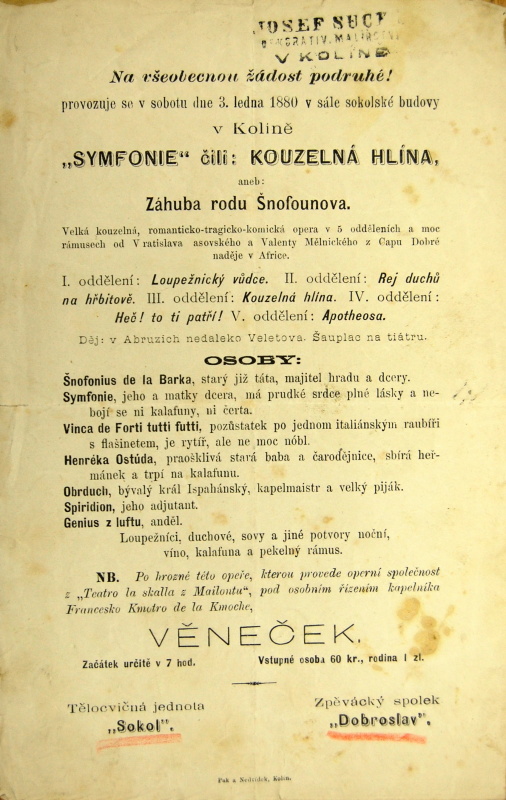 JOSEF SUCH
DEKORATIV. MALÍŘSTVÍ
V KOLÍNĚ
Na všeobecnou žádost podruhé!
provozuje se v sobotu dne 3. ledna 1880 v sále sokolské budovy
v Kolíně
„SYMFONIE“ čili: KOUZELNÁ HLÍNA,
aneb:
Záhuba rodu Šnofounova.
Velká kouzelná, romanticko-tragicko-komická opera v 5 odděleních a moc
rámusech od Vratislava asovského a Valenty Mělnického z Capu Dobré
naděje v Africe.
I. oddělení: Loupežnický vůdce. II. oddělení: Rej duchů
na hřbitově. III. oddělení: Kouzelná hlína. IV. oddělení:
Heč! to ti patří! V. oddělení: Apotheosa.
Děj: v Abruzích nedaleko Veletova. Šauplac na tiátru.
OSOBY:
Šnofonius de la Barka, starý již táta, majitel hradu a dcery.
Symfonie, jeho a matky dcera, má prudké srdce plné lásky a ne-
bojí se ni kalafuny, ni čerta.
Vinca de Forti tutti futti, pozůstatek po jednom italiánským raubíři
s flašinetem, je rytíř, ale ne moc nóbl.
Henréka Ostúda, praošklivá stará baba a čarodějnice, sbírá heř-
mánek a trpí na kalafunu.
Obrduch, bývalý král Ispahánský, kapelmaistr a velký piják.
Spiridion, jeho adjutant.
Genius z luftu, anděl.
Loupežníci, duchové, sovy a jiné potvory noční,
víno, kalafuna a pekelný rámus.
NB. Po hrozné této opeře, kterou provede operní společnost
z „Teatro la skalla z Mailontu“, pod osobním řízením kapelníka
Francesko Kmotro de la Kmoche,
VĚNEČEK.
Začátek určitě v 7 hod.
Vstupné osoba 60 kr., rodina 1 zl.
Tělocvičná jednota
„Sokol“.
Zpěvácký spolek
„Dobroslav“.
Puk a Nedvídek, Kolín.